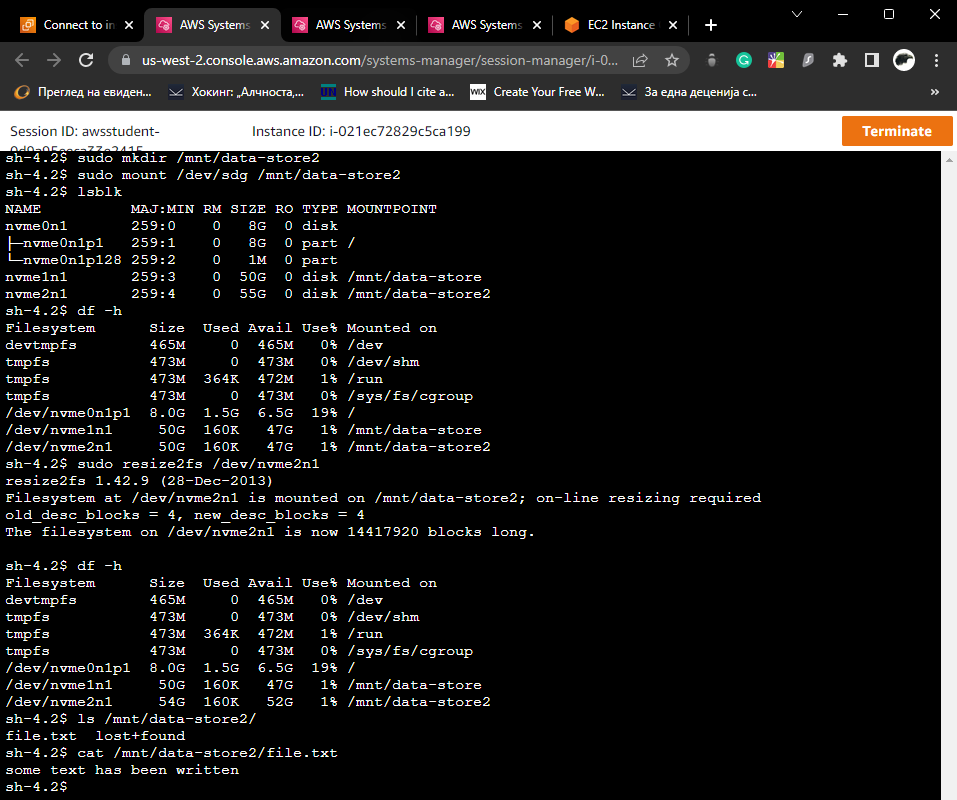 Connect to in
AWS Systems
AWS Systems
AWS Systems
EC2 Instance
us-west-2.console.aws.amazon.com/systems-manager/session-manager/i-0...
Преглед на евиден...
Хокинг: „Алчноста,...
How should I cite a...
WIX Create Your Free W...
За една деценија с...
Session ID: awsstudent-
Instance ID: i-021ec72829c5ca199
Terminate
sh-4.2$ sudo mkdir /mnt/data-store2
sh-4.2$ sudo mount /dev/sdg /mnt/data-store2
sh-4.2$ lsblk
NAME          MAJ:MIN RM SIZE RO TYPE MOUNTPOINT
nvme0n1       259:0    0   8G  0 disk
├─nvme0n1p1   259:1    0   8G  0 part /
└─nvme0n1p128 259:2    0   1M  0 part
nvme1n1       259:3    0  50G  0 disk /mnt/data-store
nvme2n1       259:4    0  55G  0 disk /mnt/data-store2
sh-4.2$ df -h
Filesystem      Size  Used Avail Use% Mounted on
devtmpfs        465M     0  465M   0% /dev
tmpfs           473M     0  473M   0% /dev/shm
tmpfs           473M  364K  472M   1% /run
tmpfs           473M     0  473M   0% /sys/fs/cgroup
/dev/nvme0n1p1  8.0G  1.5G  6.5G  19% /
/dev/nvme1n1     50G  160K   47G   1% /mnt/data-store
/dev/nvme2n1     50G  160K   47G   1% /mnt/data-store2
sh-4.2$ sudo resize2fs /dev/nvme2n1
resize2fs 1.42.9 (28-Dec-2013)
Filesystem at /dev/nvme2n1 is mounted on /mnt/data-store2; on-line resizing required
old_desc_blocks = 4, new_desc_blocks = 4
The filesystem on /dev/nvme2n1 is now 14417920 blocks long.
sh-4.2$ df -h
Filesystem      Size  Used Avail Use% Mounted on
devtmpfs        465M     0  465M   0% /dev
tmpfs           473M     0  473M   0% /dev/shm
tmpfs           473M  364K  472M   1% /run
tmpfs           473M     0  473M   0% /sys/fs/cgroup
/dev/nvme0n1p1  8.0G  1.5G  6.5G  19% /
/dev/nvme1n1     50G  160K   47G   1% /mnt/data-store
/dev/nvme2n1     54G  160K   52G   1% /mnt/data-store2
sh-4.2$ ls /mnt/data-store2/
file.txt  lost+found
sh-4.2$ cat /mnt/data-store2/file.txt
some text has been written
sh-4.2$